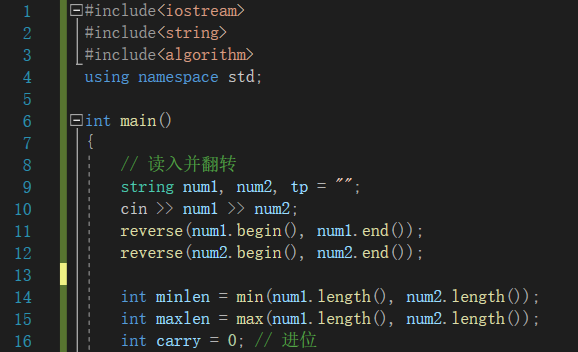 1 #include<iostream>
2 #include<string>
3 #include<algorithm>
4 using namespace std;
5
6 int main()
7 {
8 // 读入并翻转
9 string num1, num2, tp = "";
10 cin >> num1 >> num2;
11 reverse(num1.begin(), num1.end());
12 reverse(num2.begin(), num2.end());
13
14 int minlen = min(num1.length(), num2.length());
15 int maxlen = max(num1.length(), num2.length());
16 int carry = 0; // 进位